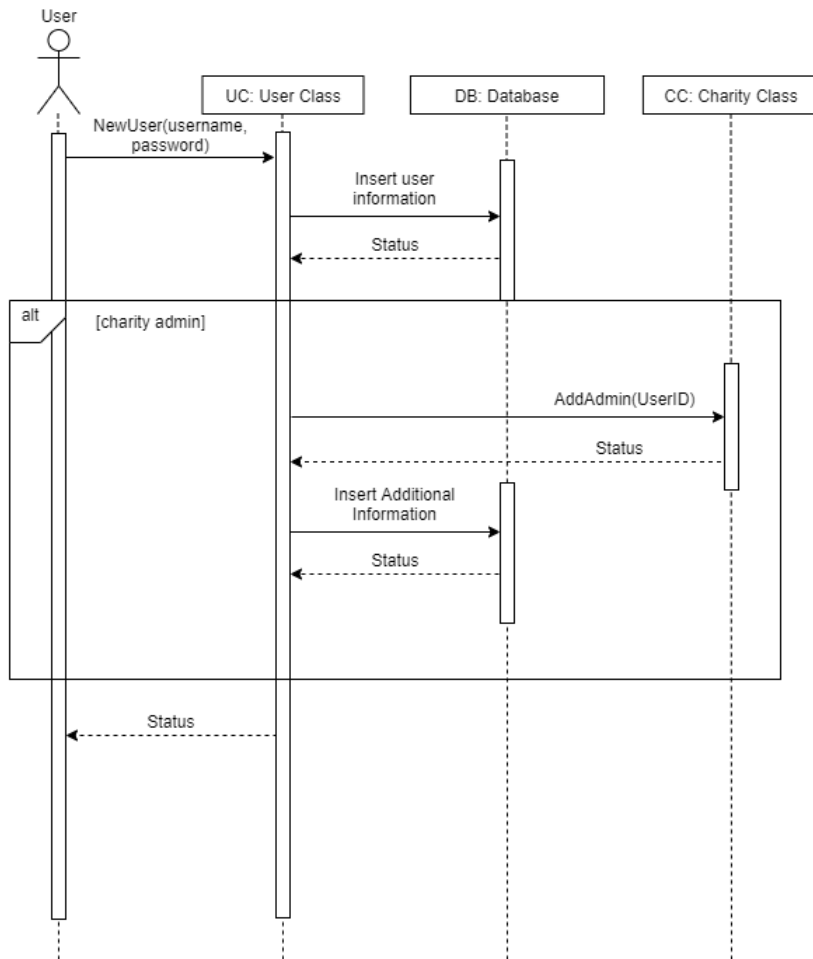 User
UC: User Class
DB: Database
CC: Charity Class
NewUser(username,
password)
Insert user
information
Status
alt
[charity admin]
AddAdmin(UserID)
Status
Insert Additional
Information
Status
Status